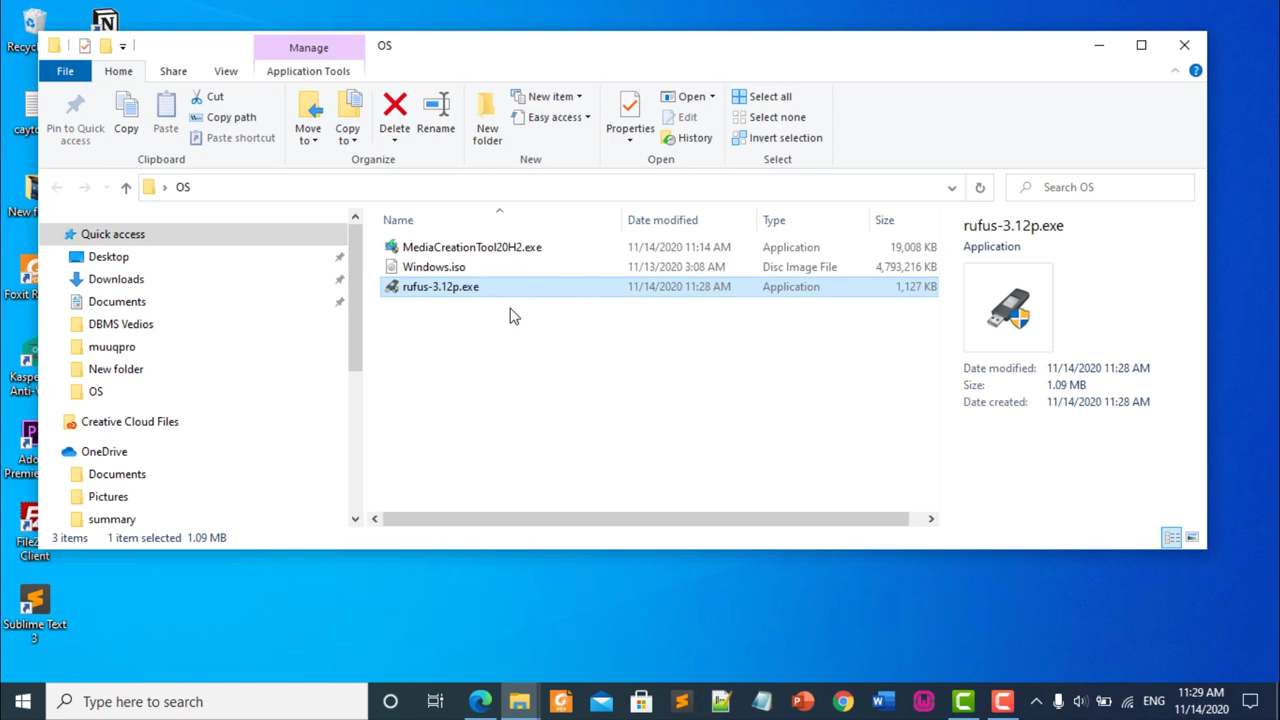 Recyc
N
Manage
OS
File
Home
Share
View
Application Tools
Pin to Quick access
Copy
Paste
Cut
Copy path
Paste shortcut
Clipboard
Move to
Copy to
Delete
Rename
Organize
New folder
New item
Easy access
New
Properties
Open
Edit
History
Open
Select all
Select none
Invert selection
Select
OS
Search OS
Quick access
Desktop
Downloads
Documents
DBMS Vedios
muuqpro
New folder
OS
Creative Cloud Files
OneDrive
Documents
Pictures
summary
Name Date modified Type Size
MediaCreationTool20H2.exe 11/14/2020 11:14 AM Application 19,008 KB
Windows.iso 11/13/2020 3:08 AM Disc Image File 4,793,216 KB
rufus-3.12p.exe 11/14/2020 11:28 AM Application 1,127 KB
rufus-3.12p.exe
Application
Date modified: 11/14/2020 11:28 AM
Size: 1.09 MB
Date created: 11/14/2020 11:28 AM
3 items 1 item selected 1.09 MB
cayto
New f
Foxit R
Kasp
Anti-V
Ado
Premie
FileZ
Client
Sublime Text
3
Type here to search
ENG
11:29 AM
11/14/2020